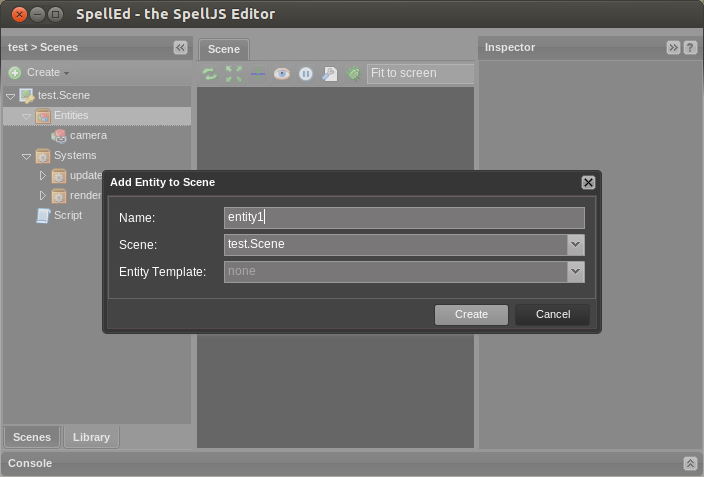 SpellEd - the SpellJS Editor
test > Scenes
Scene
Inspector
Create
Fit to screen
test.Scene
Entities
camera
Systems
update
render
Script
Add Entity to Scene
Name:
entity1
Scene:
test.Scene
Entity Template:
none
Create
Cancel
Scenes
Library
Console